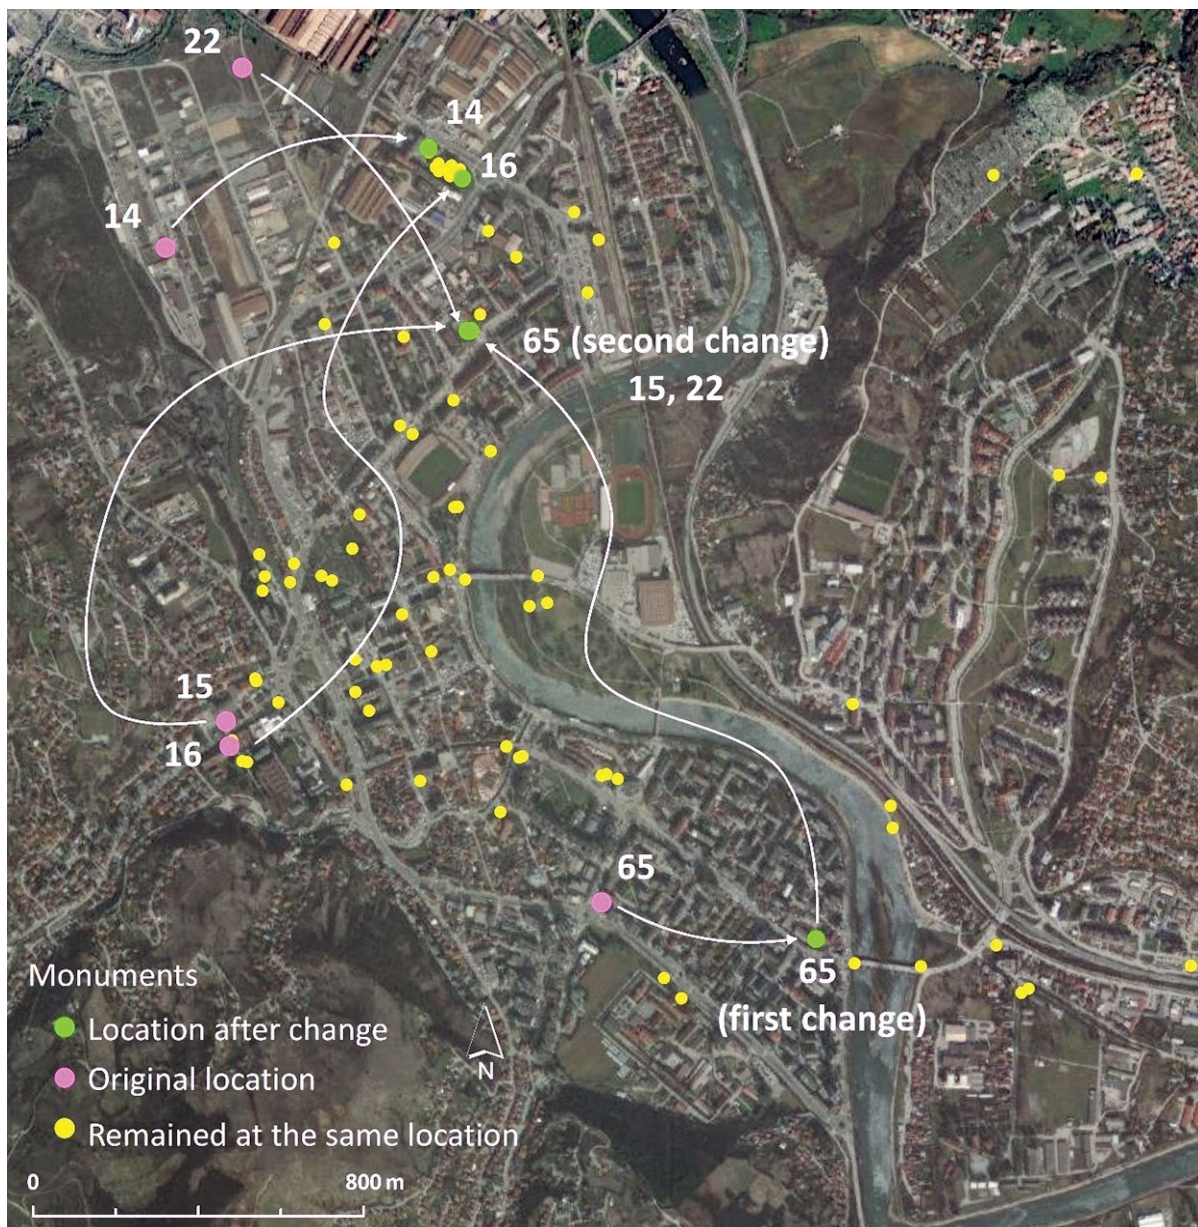 22
14
16
14
65 (second change)
15, 22
15
16
65
65
(first change)
Monuments
Location after change
Original location
Remained at the same location
N
0
800 m